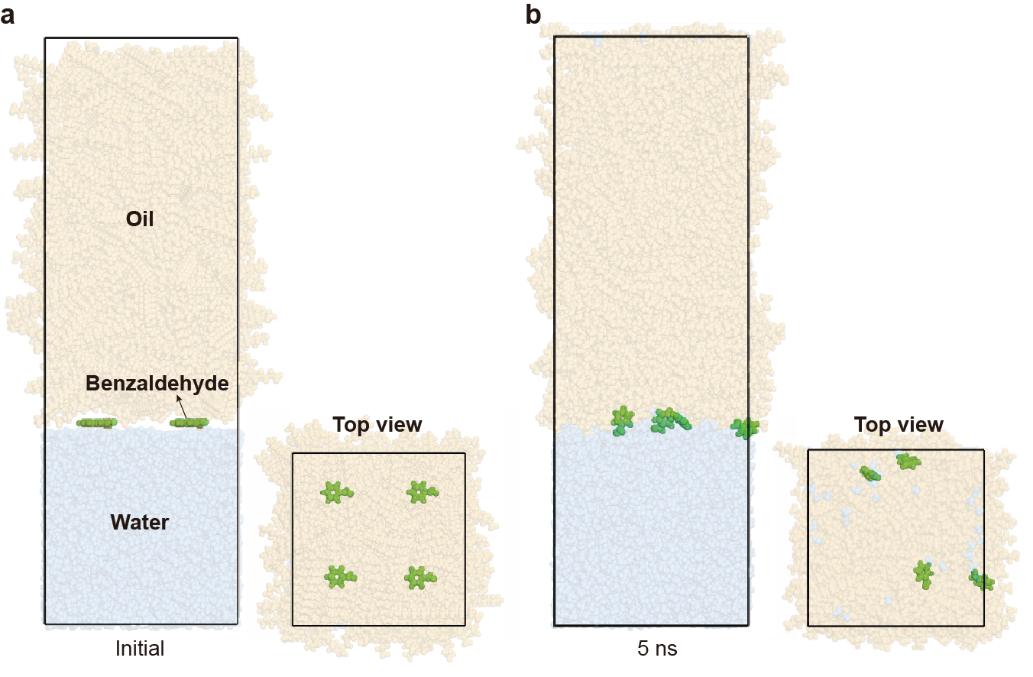 a
b
Oil
Benzaldehyde
Water
Top view
Initial
Top view
5 ns